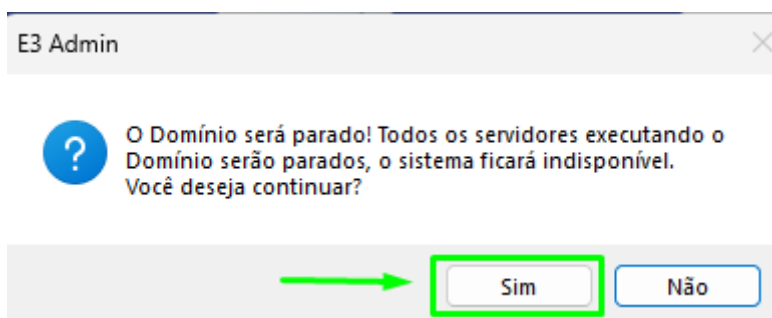 E3 Admin
O Domínio será parado! Todos os servidores executando o
Domínio serão parados, o sistema ficará indisponível.
Você deseja continuar?
Sim
Não